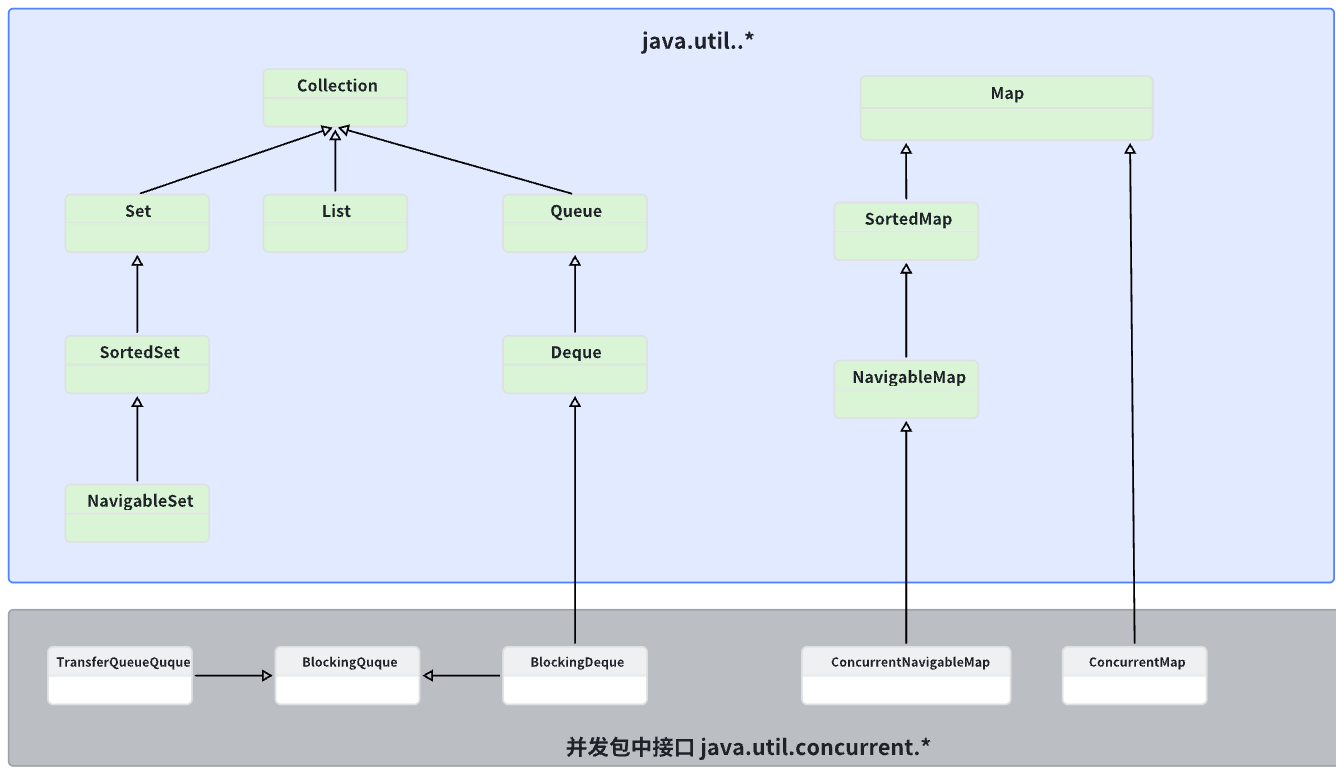 java.util..*
Collection
Map
Set
List
Queue
SortedMap
SortedSet
Deque
NavigableMap
NavigableSet
TransferQueueQuque
BlockingQuque
BlockingDeque
ConcurrentNavigableMap
ConcurrentMap
并发包中接口 java.util.concurrent.*